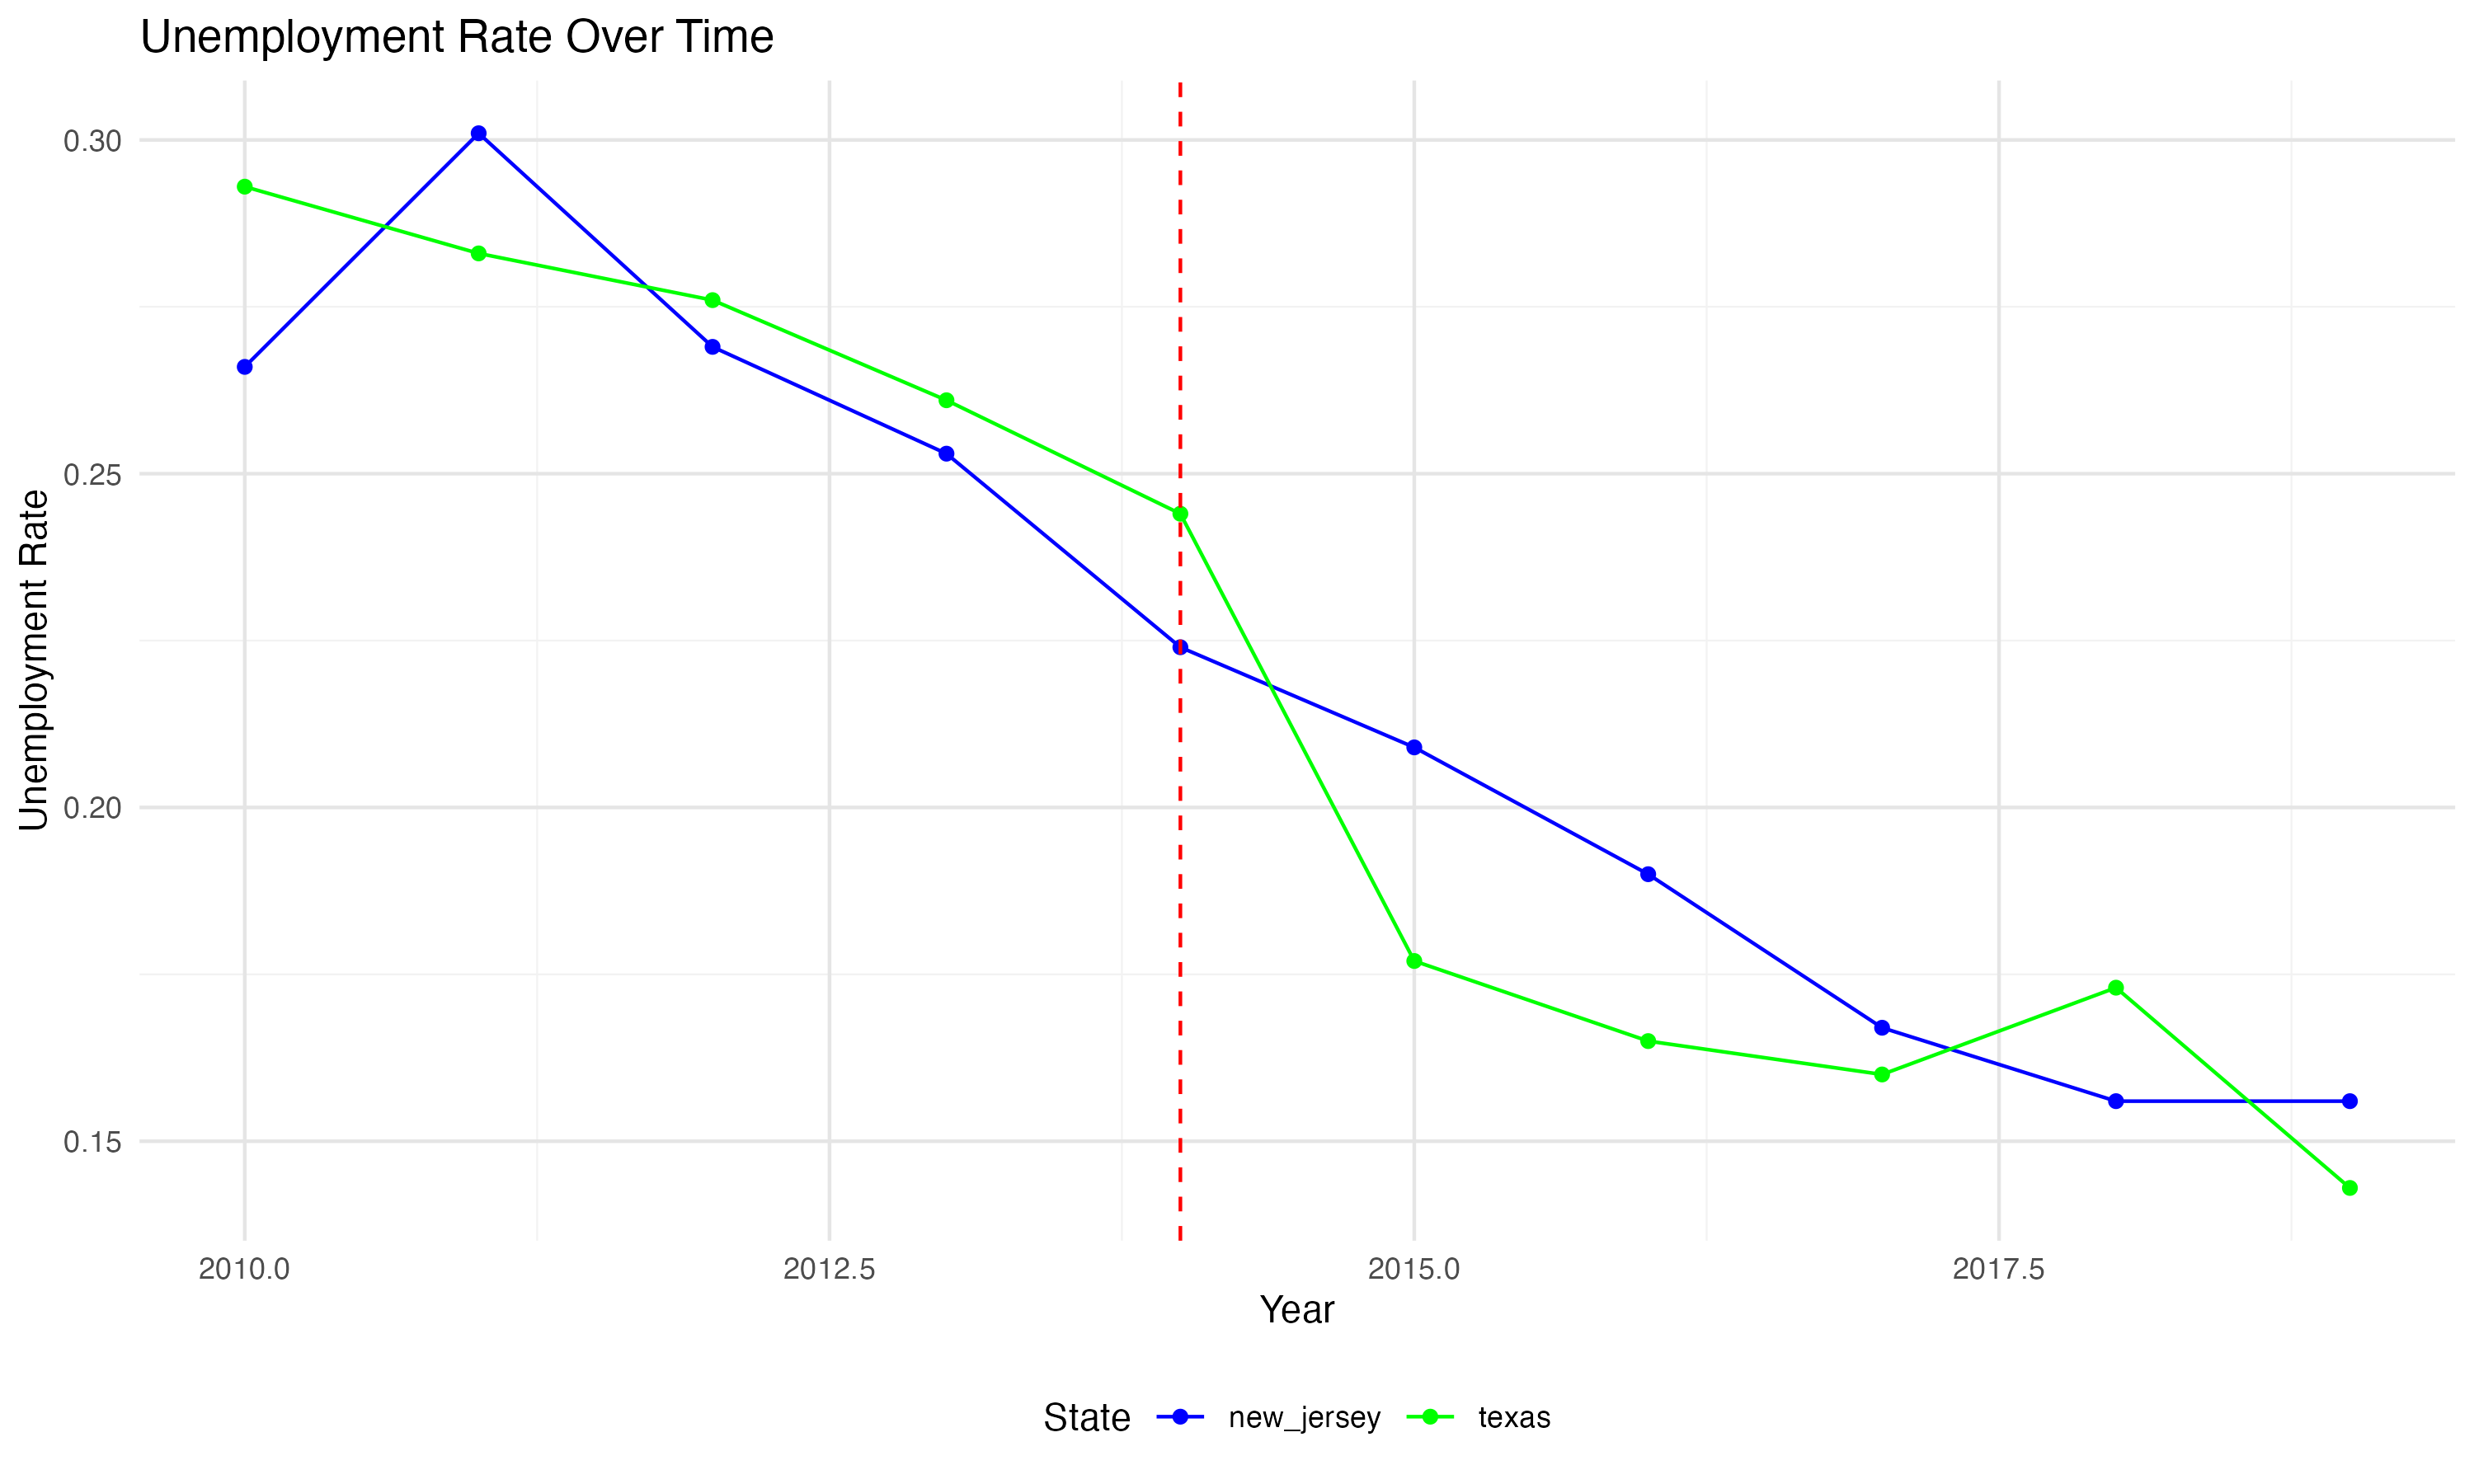 Unemployment Rate Over Time
Unemployment Rate
0.30
0.25
0.20
0.15
2010.0 2012.5 2015.0 2017.5
Year
State new_jersey texas